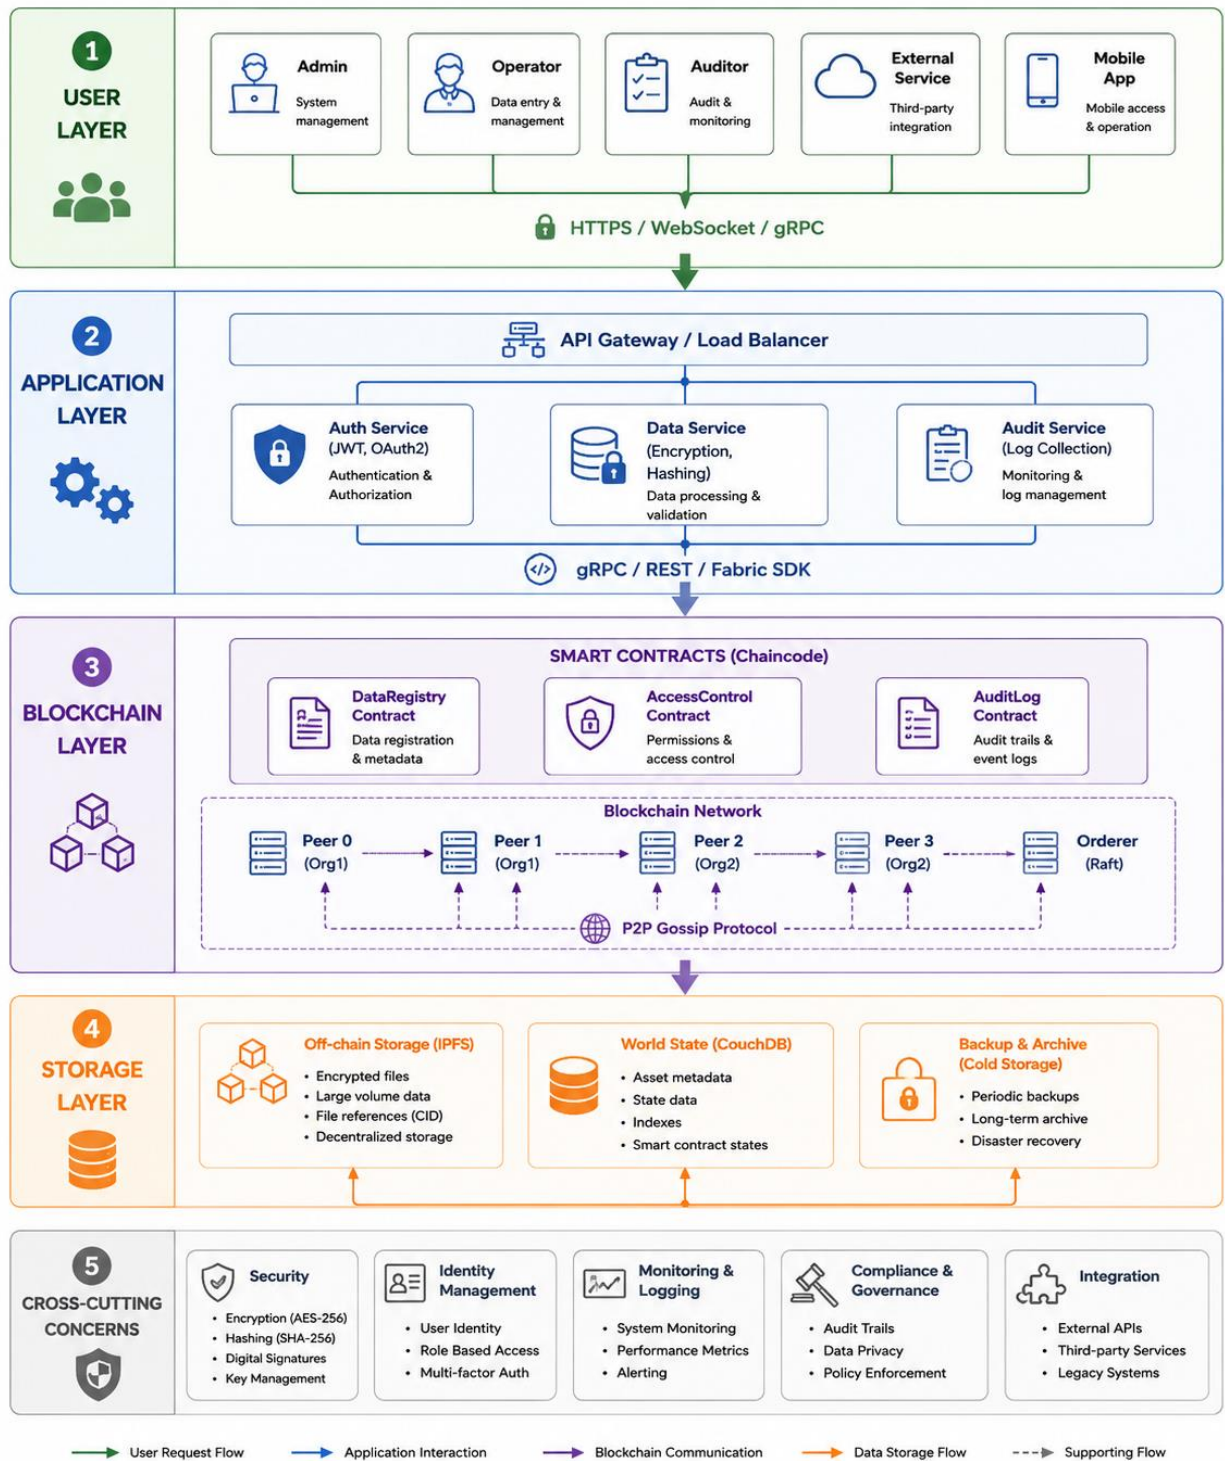 1
USER
LAYER
Admin
System
management
Operator
Data entry &
management
Auditor
Audit &
monitoring
External
Service
Third-party
integration
Mobile
App
Mobile access
& operation
HTTPS / WebSocket / gRPC
2
APPLICATION
LAYER
API Gateway / Load Balancer
Auth Service
(JWT, OAuth2)
Authentication &
Authorization
Data Service
(Encryption,
Hashing)
Data processing &
validation
Audit Service
(Log Collection)
Monitoring &
log management
gRPC / REST / Fabric SDK
3
BLOCKCHAIN
LAYER
SMART CONTRACTS (Chaincode)
DataRegistry
Contract
Data registration
& metadata
AccessControl
Contract
Permissions &
access control
AuditLog
Contract
Audit trails &
event logs
Blockchain Network
Peer 0
(Org1)
Peer 1
(Org1)
Peer 2
(Org2)
Peer 3
(Org2)
Orderer
(Raft)
P2P Gossip Protocol
4
STORAGE
LAYER
Off-chain Storage (IPFS)
• Encrypted files
• Large volume data
• File references (CID)
• Decentralized storage
World State (CouchDB)
• Asset metadata
• State data
• Indexes
• Smart contract states
Backup & Archive
(Cold Storage)
• Periodic backups
• Long-term archive
• Disaster recovery
5
CROSS-CUTTING
CONCERNS
Security
• Encryption (AES-256)
• Hashing (SHA-256)
• Digital Signatures
• Key Management
Identity
Management
• User Identity
• Role Based Access
• Multi-factor Auth
Monitoring &
Logging
• System Monitoring
• Performance Metrics
• Alerting
Compliance &
Governance
• Audit Trails
• Data Privacy
• Policy Enforcement
Integration
• External APIs
• Third-party Services
• Legacy Systems
User Request Flow
Application Interaction
Blockchain Communication
Data Storage Flow
Supporting Flow